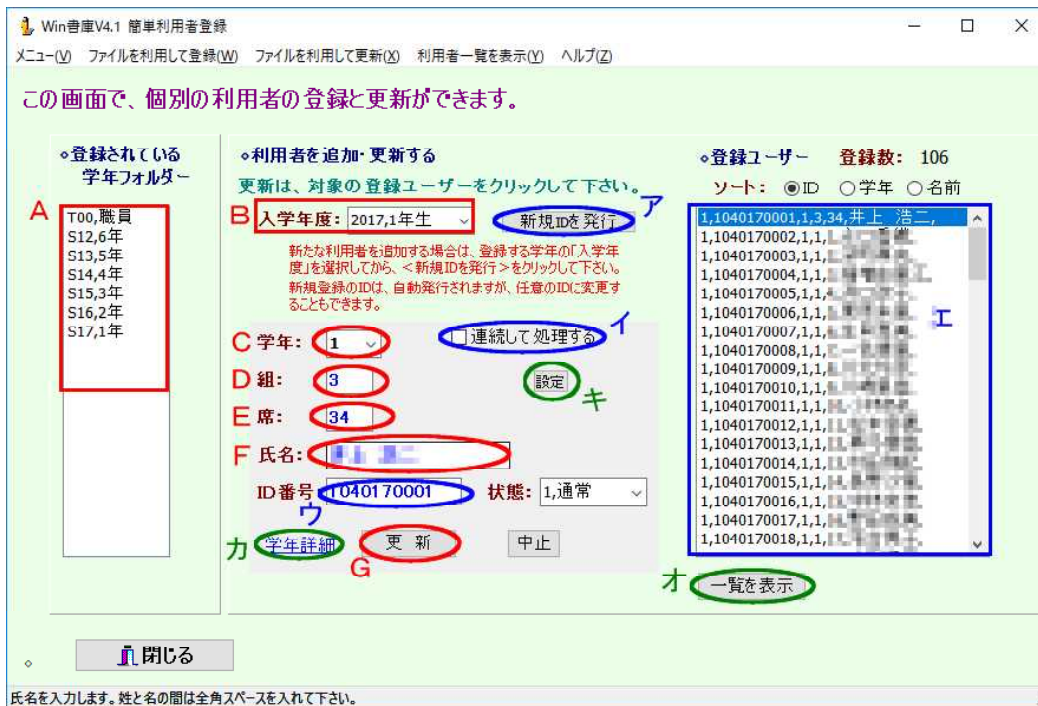 Win書庫V4.1 簡単利用者登録
メニュー(V) ファイルを利用して登録(W) ファイルを利用して更新(X) 利用者一覧を表示(Y) ヘルプ(Z)
この画面で、個別の利用者の登録と更新ができます。
◇登録されている
学年フォルダー
A
T00,職員
S12,6年
S13,5年
S14,4年
S15,3年
S16,2年
S17,1年
◇利用者を追加・更新する
更新は、対象の登録ユーザーをクリックして下さい。
B 入学年度: 2017,1年生 新規IDを発行 ア
新たな利用者を追加する場合は、登録する学年の「入学年
度」を選択してから、<新規IDを発行>をクリックして下さい。
新規登録のIDは、自動発行されますが、任意のIDに変更す
ることもできます。
C 学年: 1 連続して処理する イ
D 組: 3 設定 キ
E 席: 34
F 氏名:
ID番号 1040170001 状態: 1,通常
ウ
カ 学年詳細 更 新 中止
G
◇登録ユーザー 登録数: 106
ソート: ID 学年 名前
1,1040170001,1,3,34,井上 浩二,
1,1040170002,1,1,
1,1040170003,1,1,
1,1040170004,1,1,
1,1040170005,1,1,
1,1040170006,1,1,
1,1040170007,1,1,
1,1040170008,1,1,
1,1040170009,1,1,
1,1040170010,1,1,
1,1040170011,1,1,
1,1040170012,1,1,
1,1040170013,1,1,
1,1040170014,1,1,
1,1040170015,1,1,
1,1040170016,1,1,
1,1040170017,1,1,
1,1040170018,1,1,
エ
オ 一覧を表示
閉じる
氏名を入力します。姓と名の間は全角スペースを入れて下さい。